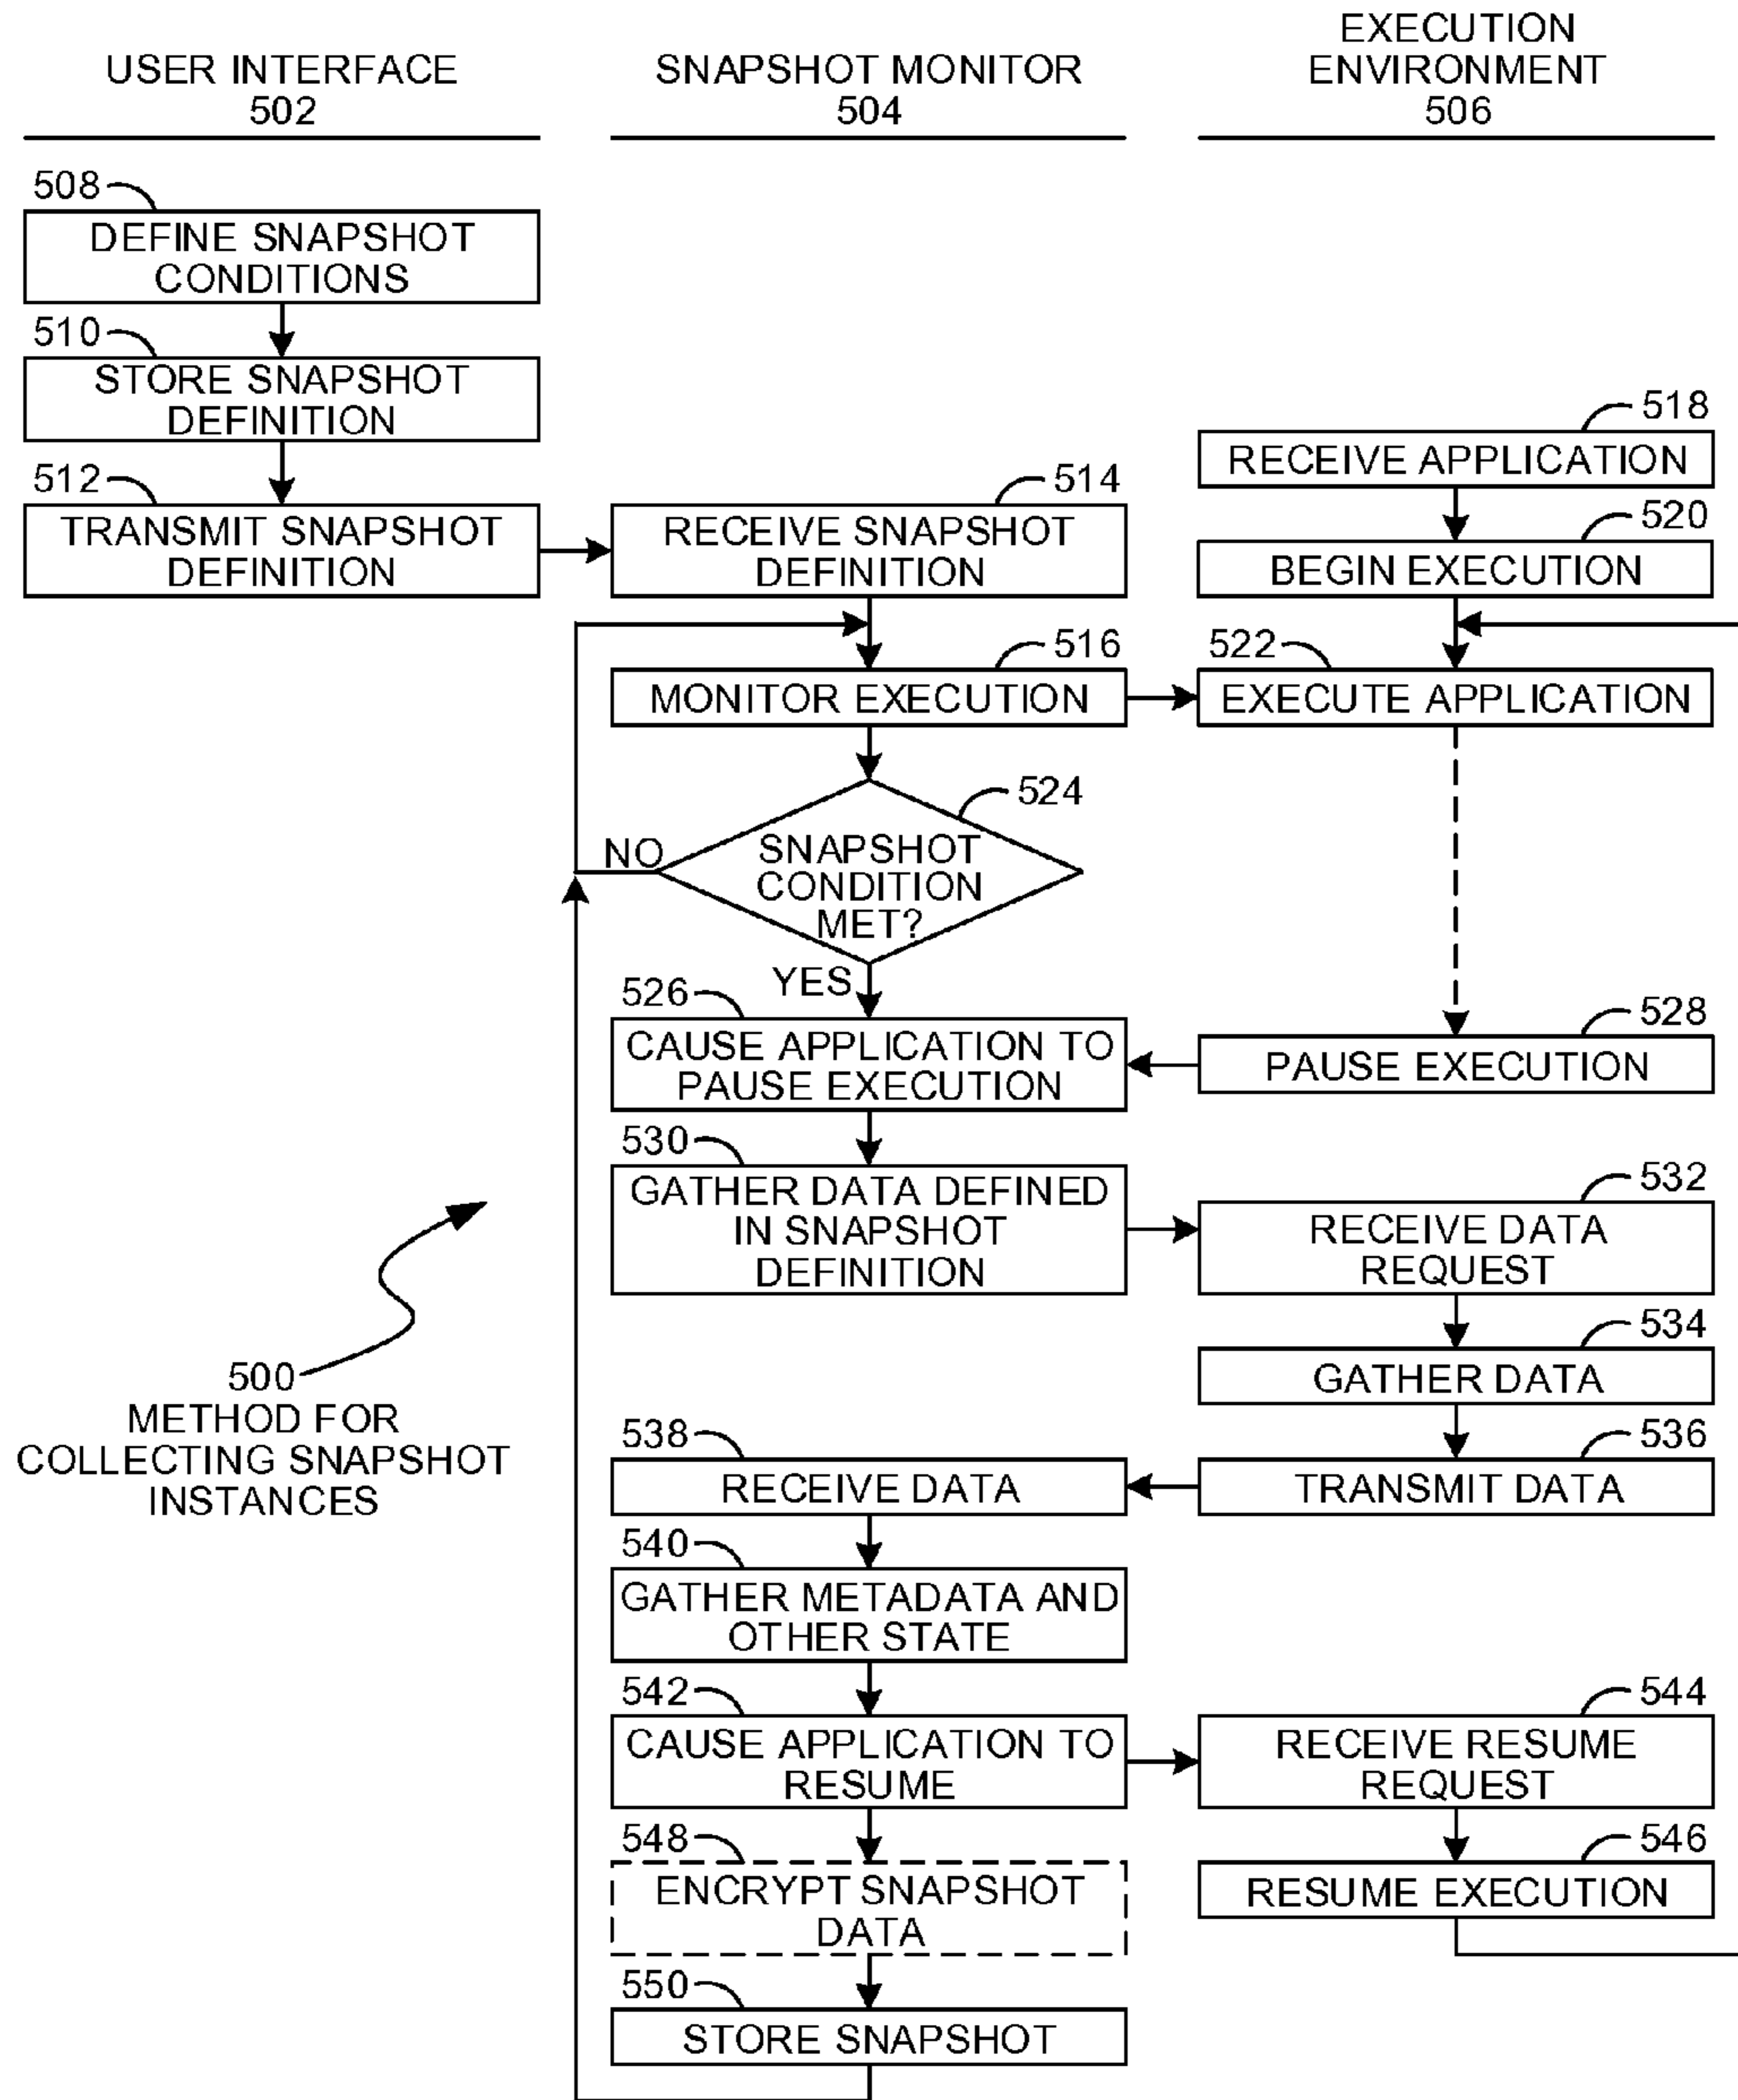 USER INTERFACE
502
SNAPSHOT MONITOR
504
EXECUTION
ENVIRONMENT
506
508
DEFINE SNAPSHOT
CONDITIONS
510
STORE SNAPSHOT
DEFINITION
512
TRANSMIT SNAPSHOT
DEFINITION
514
RECEIVE SNAPSHOT
DEFINITION
518
RECEIVE APPLICATION
520
BEGIN EXECUTION
516
MONITOR EXECUTION
522
EXECUTE APPLICATION
524
SNAPSHOT
CONDITION
MET?
NO
YES
526
CAUSE APPLICATION TO
PAUSE EXECUTION
528
PAUSE EXECUTION
530
GATHER DATA DEFINED
IN SNAPSHOT
DEFINITION
532
RECEIVE DATA
REQUEST
534
GATHER DATA
536
TRANSMIT DATA
538
RECEIVE DATA
540
GATHER METADATA AND
OTHER STATE
542
CAUSE APPLICATION TO
RESUME
544
RECEIVE RESUME
REQUEST
546
RESUME EXECUTION
548
ENCRYPT SNAPSHOT
DATA
550
STORE SNAPSHOT
500
METHOD FOR
COLLECTING SNAPSHOT
INSTANCES